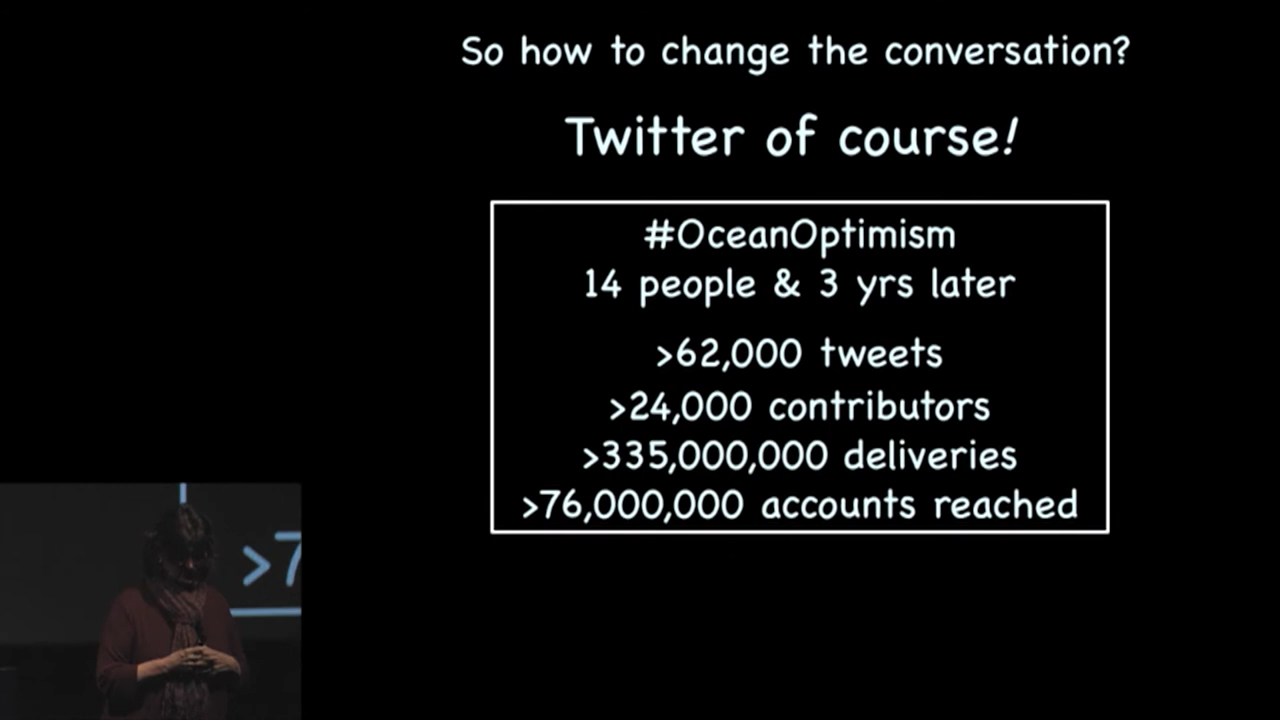 So how to change the conversation?
Twitter of course!
#OceanOptimism
14 people & 3 yrs later
>62,000 tweets
>24,000 contributors
>335,000,000 deliveries
>76,000,000 accounts reached
>7